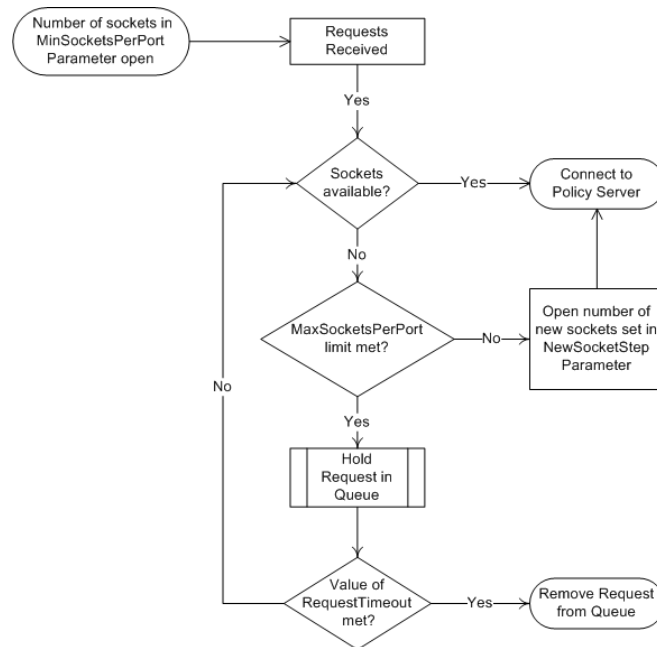 Number of sockets in
MinSocketsPerPort
Parameter open
Requests
Received
Yes
Sockets
available?
Yes
Connect to
Policy Server
No
MaxSocketsPerPort
limit met?
No
Open number of
new sockets set in
NewSocketStep
Parameter
No
Yes
Hold
Request in
Queue
Value of
RequestTimeout
met?
Yes
Remove Request
from Queue